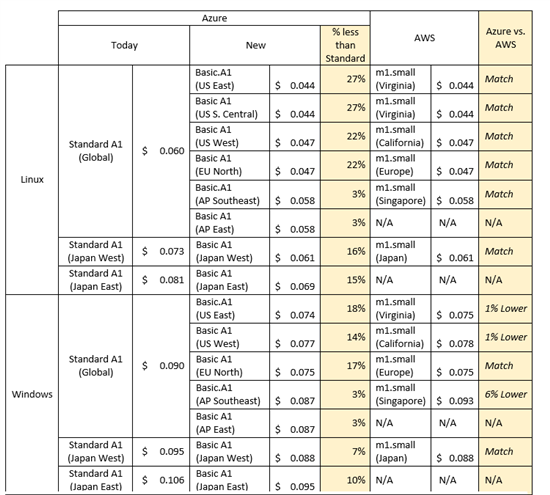 Azure
Today
New
% less
than
Standard
AWS
Azure vs.
AWS
Linux
Standard A1
(Global)
$ 0.060
Basic.A1
(US East)
$ 0.044
27%
m1.small
(Virginia)
$ 0.044
Match
Basic A1
(US S. Central)
$ 0.044
27%
m1.small
(Virginia)
$ 0.044
Match
Basic A1
(US West)
$ 0.047
22%
m1.small
(California)
$ 0.047
Match
Basic A1
(EU North)
$ 0.047
22%
m1.small
(Europe)
$ 0.047
Match
Basic.A1
(AP Southeast)
$ 0.058
3%
m1.small
(Singapore)
$ 0.058
Match
Basic A1
(AP East)
$ 0.058
3%
N/A
N/A
N/A
Standard A1
(Japan West)
$ 0.073
Basic A1
(Japan West)
$ 0.061
16%
m1.small
(Japan)
$ 0.061
Match
Standard A1
(Japan East)
$ 0.081
Basic A1
(Japan East)
$ 0.069
15%
N/A
N/A
N/A
Windows
Standard A1
(Global)
$ 0.090
Basic.A1
(US East)
$ 0.074
18%
m1.small
(Virginia)
$ 0.075
1% Lower
Basic A1
(US West)
$ 0.077
14%
m1.small
(California)
$ 0.078
1% Lower
Basic A1
(EU North)
$ 0.075
17%
m1.small
(Europe)
$ 0.075
Match
Basic.A1
(AP Southeast)
$ 0.087
3%
m1.small
(Singapore)
$ 0.093
6% Lower
Basic A1
(AP East)
$ 0.087
3%
N/A
N/A
N/A
Standard A1
(Japan West)
$ 0.095
Basic A1
(Japan West)
$ 0.088
7%
m1.small
(Japan)
$ 0.088
Match
Standard A1
(Japan East)
$ 0.106
Basic A1
(Japan East)
$ 0.095
10%
N/A
N/A
N/A